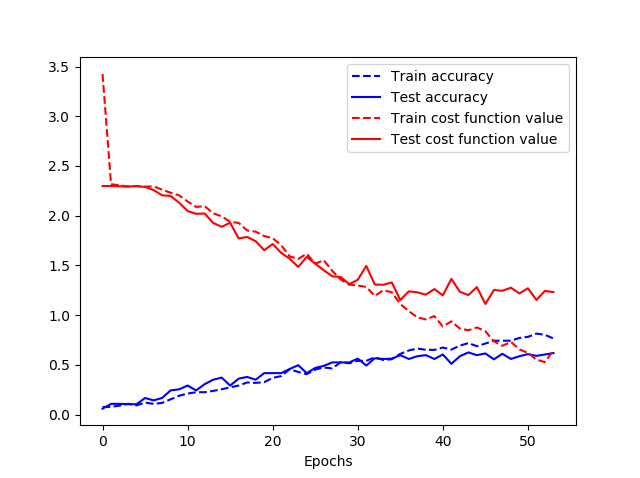 3.5
3.0
2.5
2.0
1.5
1.0
0.5
0.0
Train accuracy
Test accuracy
Train cost function value
Test cost function value
0 10 20 30 40 50
Epochs